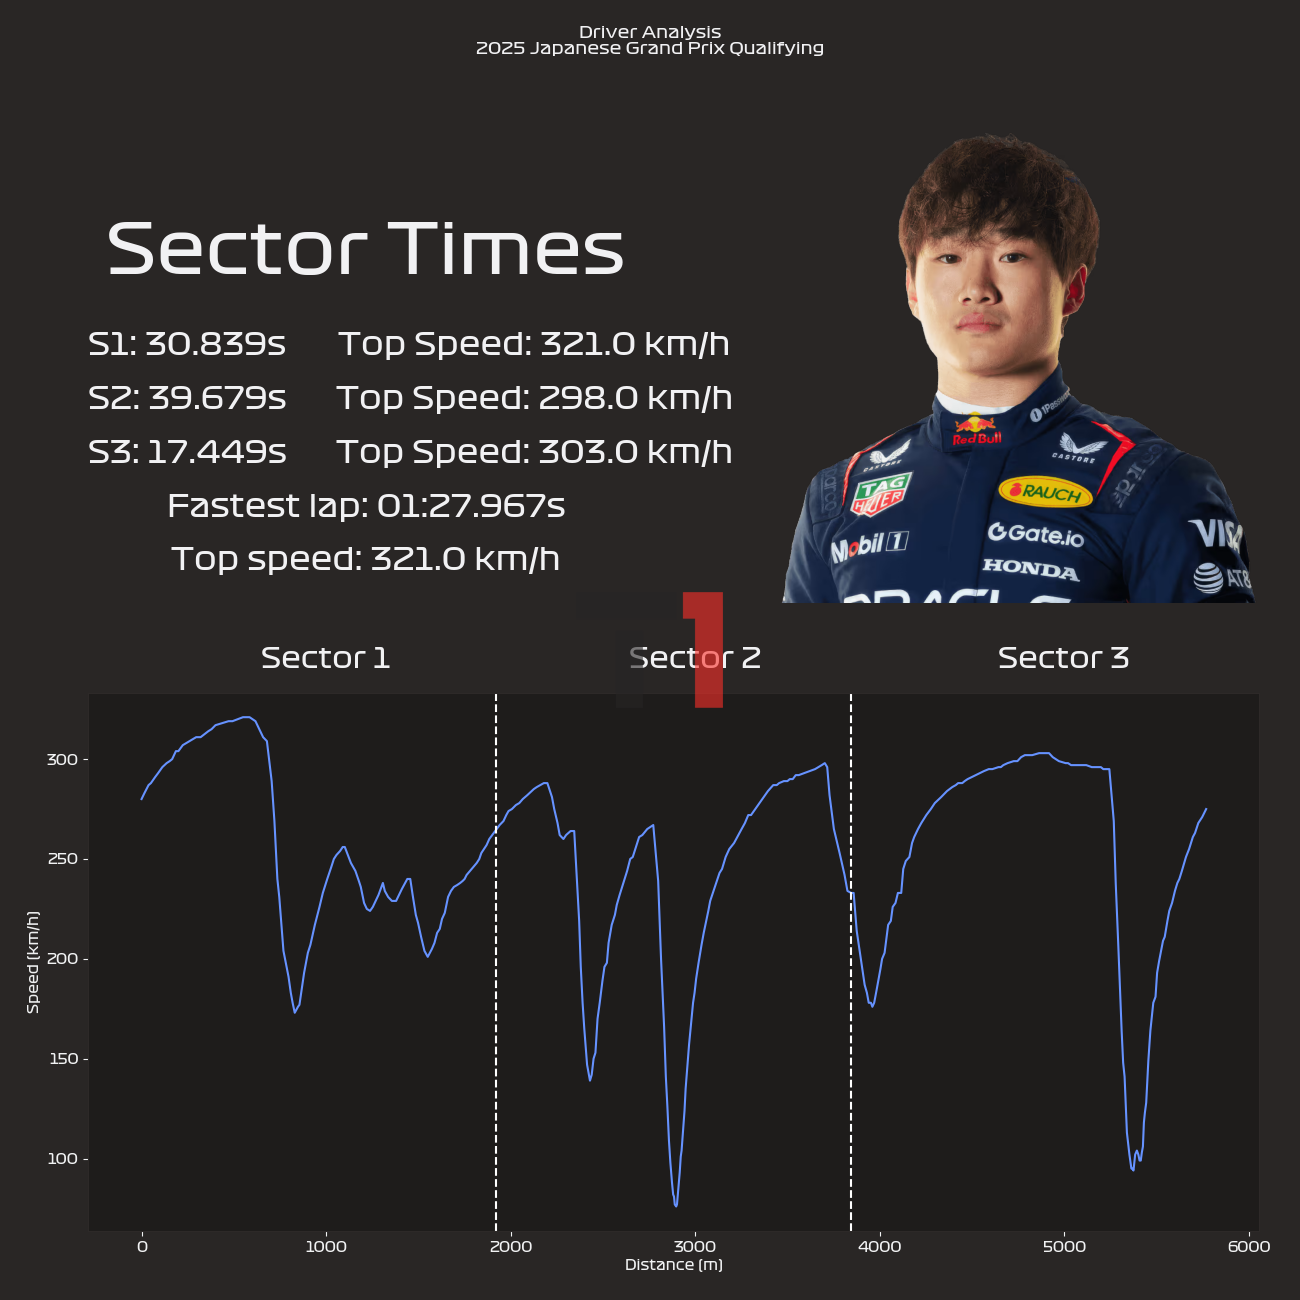 Driver Analysis
2025 Japanese Grand Prix Qualifying
Sector Times
S1: 30.839s Top Speed: 321.0 km/h
S2: 39.679s Top Speed: 298.0 km/h
S3: 17.449s Top Speed: 303.0 km/h
Fastest lap: 01:27.967s
Top speed: 321.0 km/h
Red Bull
CASTORE
CASTORE
TAG
HEUER
RAUCH
Mobil 1
Gate.io
HONDA
VISA
AT&
ORACLE
1
Sector 1
Sector 2
Sector 3
300
250
200
150
100
Speed (km/h)
0
1000
2000
3000
4000
5000
6000
Distance (m)